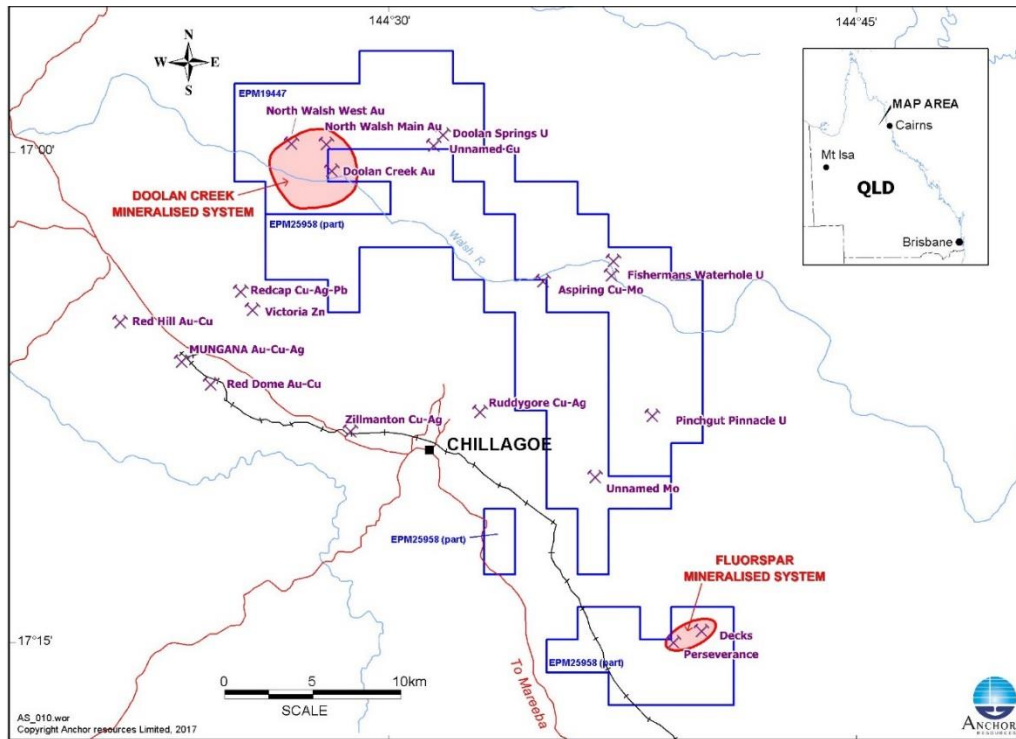 144°30'
144°45'
N
W E
S
EPM19447
North Walsh West Au
North Walsh Main Au
Doolan Springs U
Unnamed Cu
17°00'
Doolan Creek Au
DOOLAN CREEK
MINERALISED SYSTEM
EPM25958 (part)
Walsh R
MAP AREA
Cairns
Mt Isa
QLD
Brisbane
Fishermans Waterhole U
Aspiring Cu-Mo
Redcap Cu-Ag-Pb
Victoria Zn
Red Hill Au-Cu
MUNGANA Au-Cu-Ag
Red Dome Au-Cu
Zillmanton Cu-Ag
Ruddygore Cu-Ag
Pinchgut Pinnacle U
CHILLAGOE
Unnamed Mo
EPM25958 (part)
FLUORSPAR
MINERALISED SYSTEM
17°15'
Decks
Perseverance
EPM25958 (part)
To Mareeba
0 5 10km
SCALE
AS_010.wor
Copyright Anchor resources Limited, 2017
ANCHOR
RESOURCES